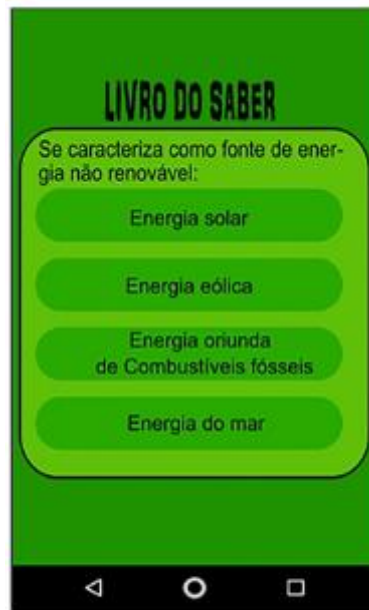 LIVRO DO SABER
Se caracteriza como fonte de ener-
gia não renovável:
Energia solar
Energia eólica
Energia oriunda
de Combustíveis fósseis
Energia do mar